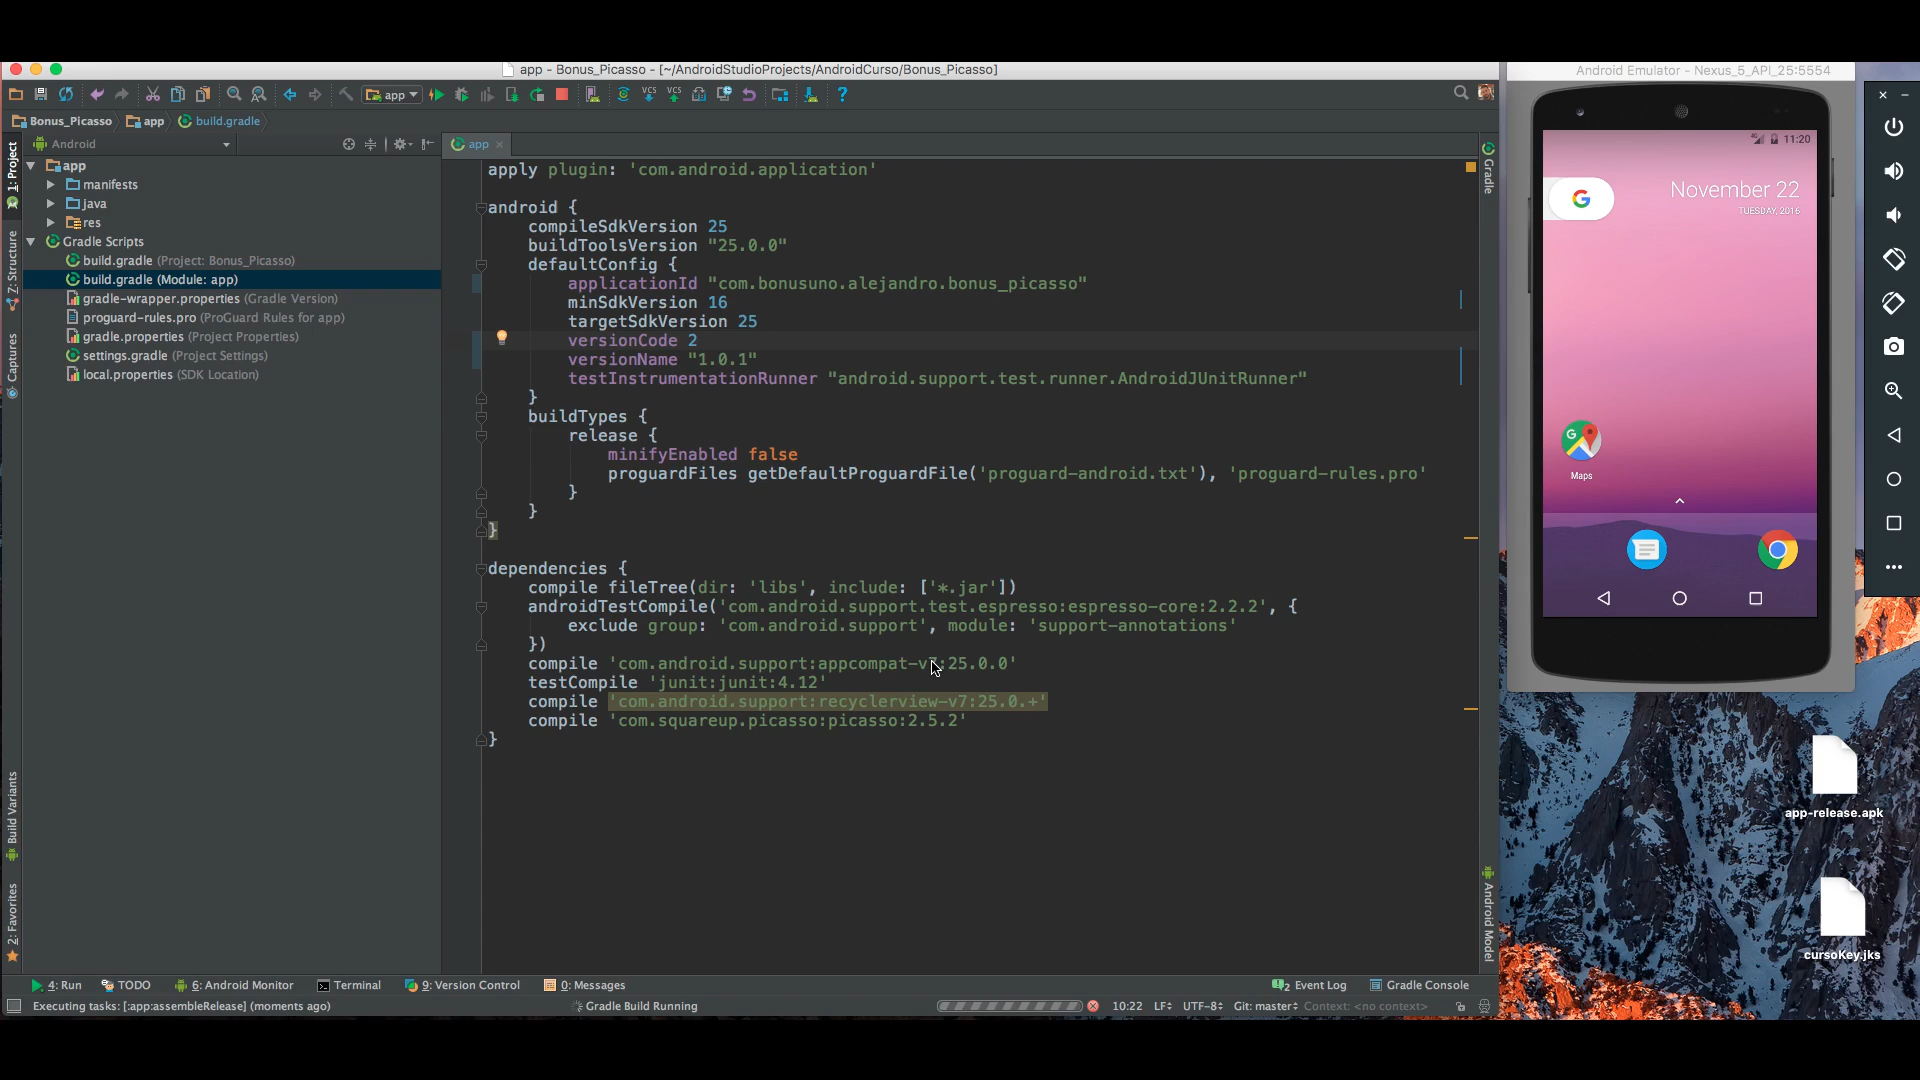 app - Bonus_Picasso - [~/AndroidStudioProjects/AndroidCurso/Bonus_Picasso]
Android Emulator - Nexus_5_API_25:5554
app
VCS
VCS
Bonus_Picasso
app
build.gradle
Android
app
app
manifests
java
res
Gradle Scripts
build.gradle (Project: Bonus_Picasso)
build.gradle (Module: app)
gradle-wrapper.properties (Gradle Version)
proguard-rules.pro (ProGuard Rules for app)
gradle.properties (Project Properties)
settings.gradle (Project Settings)
local.properties (SDK Location)
1: Project
Z: Structure
Captures
Build Variants
2: Favorites
apply plugin: 'com.android.application'
android {
compileSdkVersion 25
buildToolsVersion "25.0.0"
defaultConfig {
applicationId "com.bonusuno.alejandro.bonus_picasso"
minSdkVersion 16
targetSdkVersion 25
versionCode 2
versionName "1.0.1"
testInstrumentationRunner "android.support.test.runner.AndroidJUnitRunner"
}
buildTypes {
release {
minifyEnabled false
proguardFiles getDefaultProguardFile('proguard-android.txt'), 'proguard-rules.pro'
}
}
}
dependencies {
compile fileTree(dir: 'libs', include: ['*.jar'])
androidTestCompile('com.android.support.test.espresso:espresso-core:2.2.2', {
exclude group: 'com.android.support', module: 'support-annotations'
})
compile 'com.android.support:appcompat-v7:25.0.0'
testCompile 'junit:junit:4.12'
compile 'com.android.support:recyclerview-v7:25.0.+'
compile 'com.squareup.picasso:picasso:2.5.2'
}
Gradle
Android Model
11:20
G
November 22
TUESDAY, 2016
Maps
app-release.apk
cursoKey.jks
4: Run
TODO
6: Android Monitor
Terminal
9: Version Control
0: Messages
2 Event Log
Gradle Console
Executing tasks: [:app:assembleRelease] (moments ago)
Gradle Build Running
10:22
LF
UTF-8
Git: master
Context: <no context>